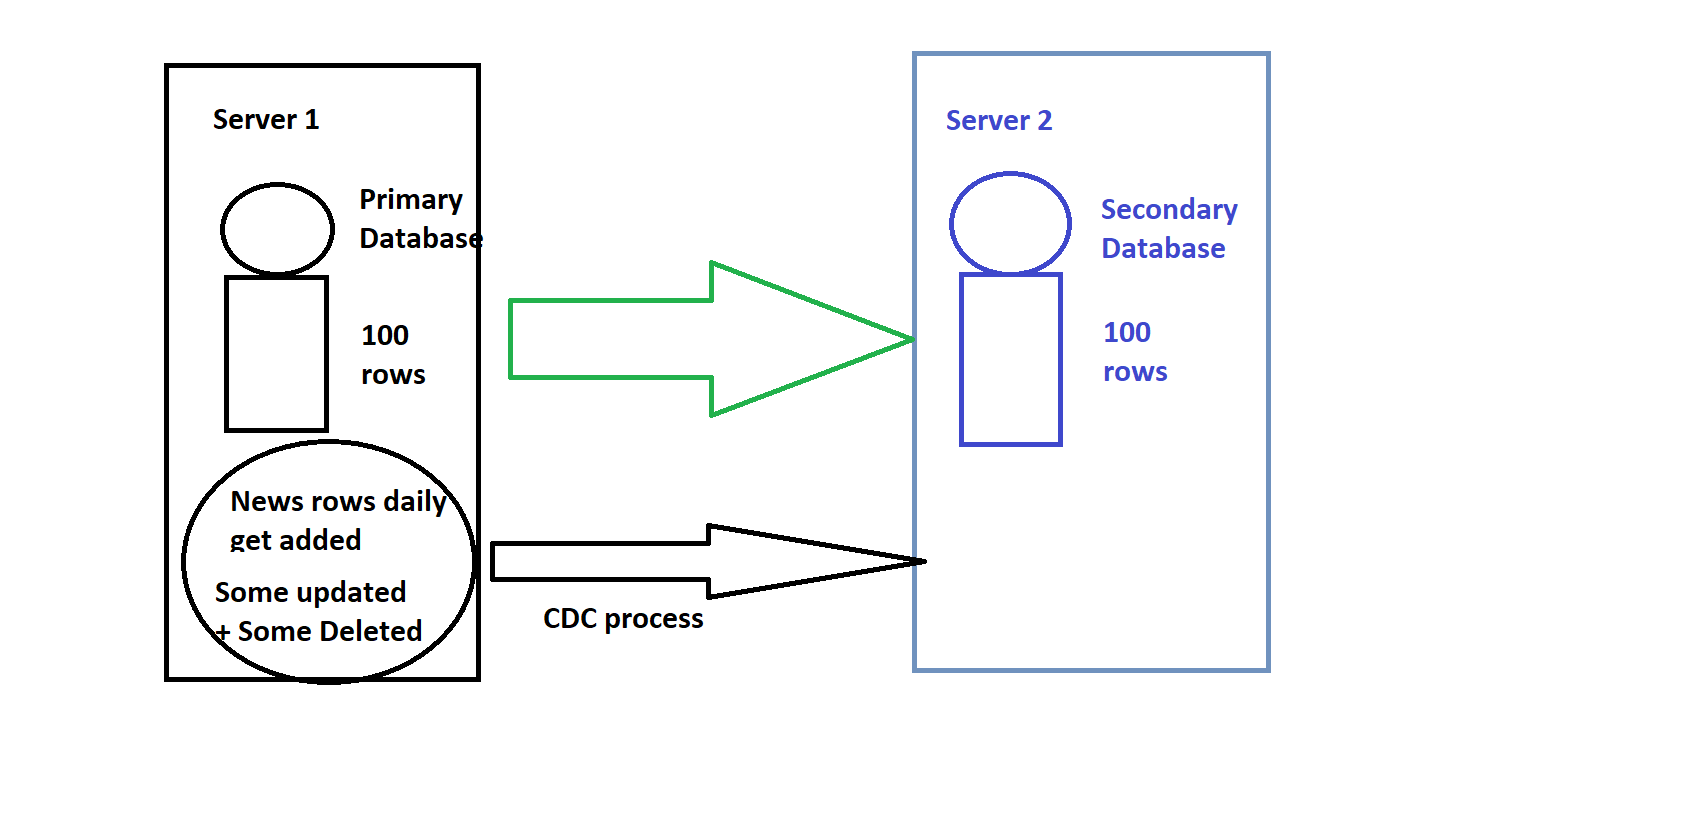 Server 1
Primary
Database
100
rows
News rows daily
get added
Some updated
+ Some Deleted
CDC process
Server 2
Secondary
Database
100
rows